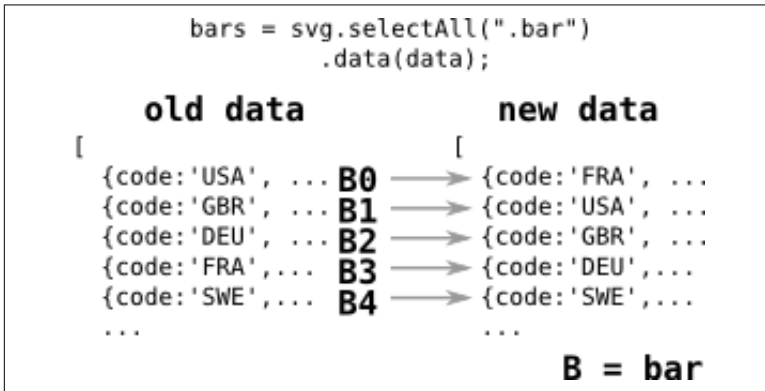 bars = svg.selectAll(".bar")
.data(data);
old data new data
[ [
{code:'USA', ... B0 {code:'FRA', ...
{code:'GBR', ... B1 {code:'USA', ...
{code:'DEU', ... B2 {code:'GBR', ...
{code:'FRA',... B3 {code:'DEU',...
{code:'SWE',... B4 {code:'SWE',...
... ...
B = bar